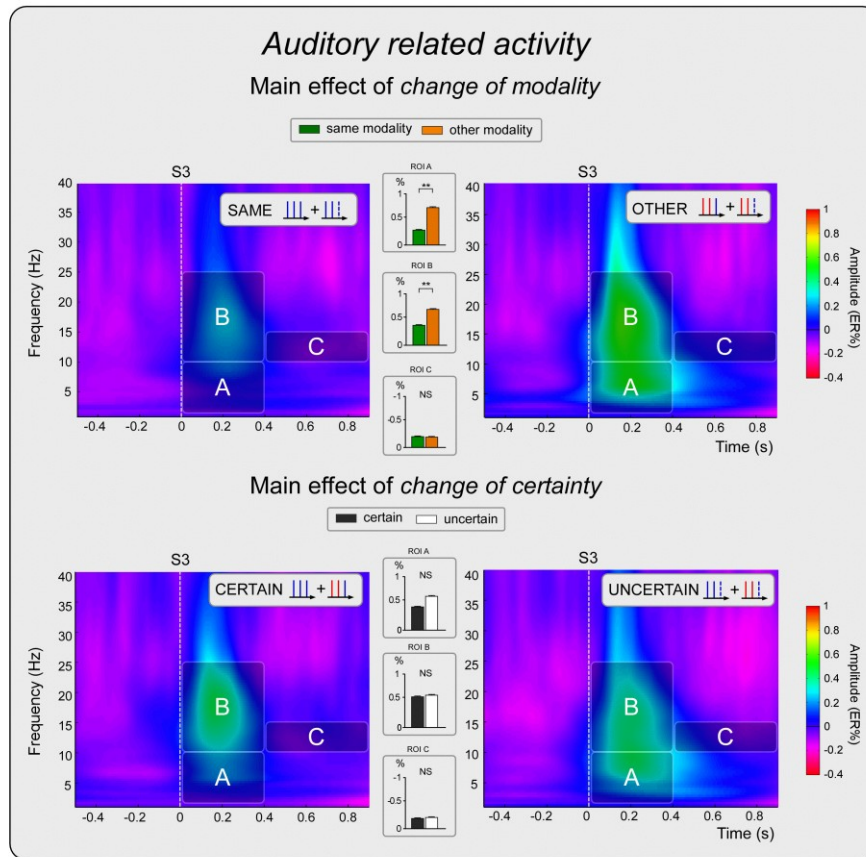 Auditory related activity
Main effect of change of modality
same modality other modality
S3
SAME + 
40
35
30
25
20
15
10
5
Frequency (Hz)
-0.4 -0.2 0 0.2 0.4 0.6 0.8
A
B
C
ROI A
%
1
0.5
0
**
ROI B
%
1
0.5
0
**
ROI C
%
-1
-0.5
0
NS
S3
OTHER +
40
35
30
25
20
15
10
5
B
A
C
-0.4 -0.2 0 0.2 0.4 0.6 0.8
Time (s)
1
0.8
0.6
0.4
0.2
0
-0.2
-0.4
Amplitude (ER%)
Main effect of change of certainty
certain uncertain
S3
CERTAIN +
40
35
30
25
20
15
10
5
Frequency (Hz)
B
A
C
-0.4 -0.2 0 0.2 0.4 0.6 0.8
ROI A
%
1
0.5
0
NS
ROI B
%
1
0.5
0
NS
ROI C
%
-1
-0.5
0
NS
S3
UNCERTAIN +
40
35
30
25
20
15
10
5
B
A
C
-0.4 -0.2 0 0.2 0.4 0.6 0.8
Time (s)
1
0.8
0.6
0.4
0.2
0
-0.2
-0.4
Amplitude (ER%)